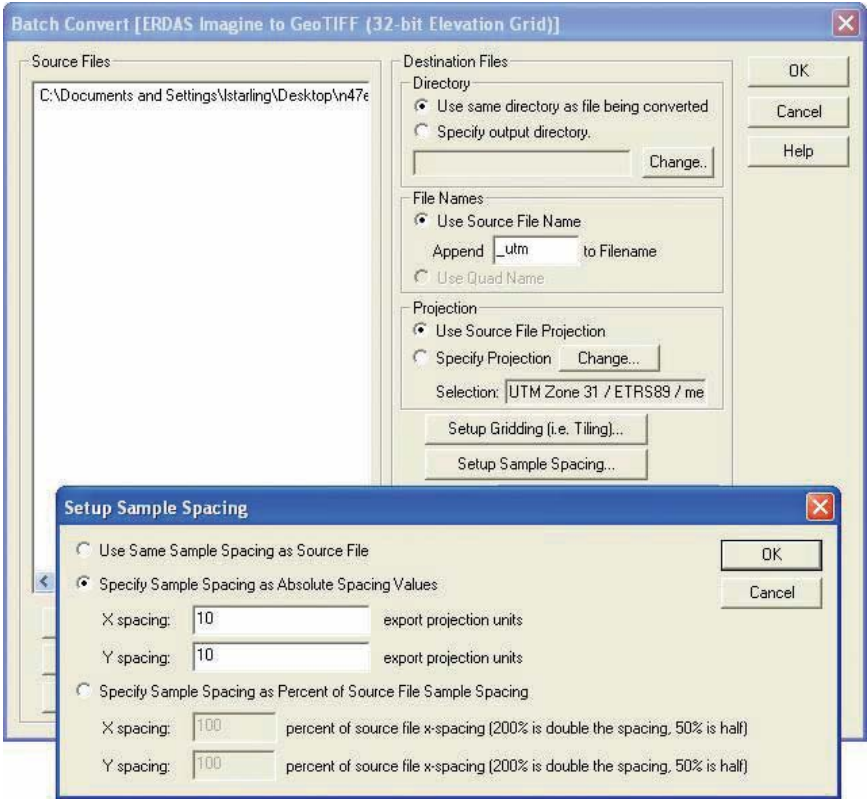 Batch Convert [ERDAS Imagine to GeoTIFF (32-bit Elevation Grid)]
Source Files
C:\Documents and Settings\lstarling\Desktop\n47e
Destination Files
Directory
Use same directory as file being converted
Specify output directory.
Change..
File Names
Use Source File Name
Append _utm to Filename
Use Quad Name
Projection
Use Source File Projection
Specify Projection Change...
Selection: UTM Zone 31 / ETRS89 / me
Setup Gridding (i.e. Tiling)...
Setup Sample Spacing...
OK
Cancel
Help
Setup Sample Spacing
Use Same Sample Spacing as Source File
Specify Sample Spacing as Absolute Spacing Values
X spacing: 10 export projection units
Y spacing: 10 export projection units
Specify Sample Spacing as Percent of Source File Sample Spacing
X spacing: 100 percent of source file x-spacing (200% is double the spacing, 50% is half)
Y spacing: 100 percent of source file x-spacing (200% is double the spacing, 50% is half)
OK
Cancel